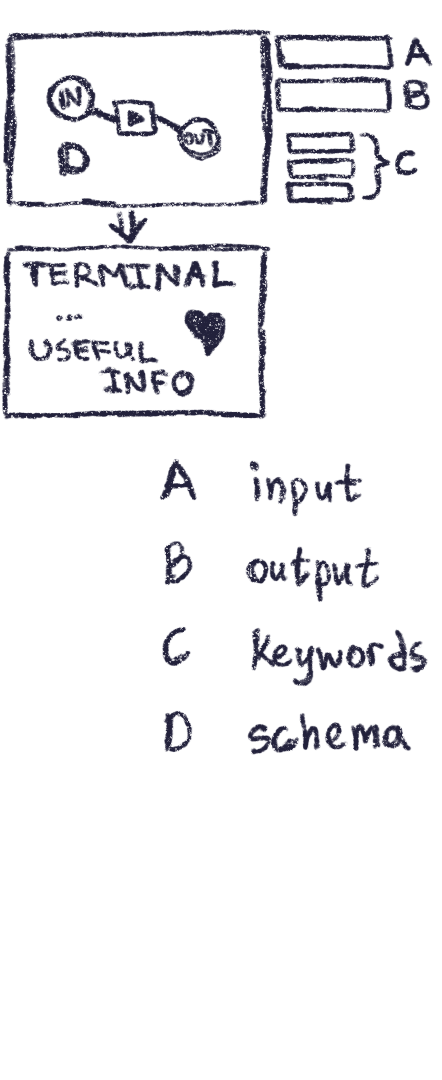 A
IN
B
OUT
D
C
TERMINAL
...
USEFUL
INFO
A input
B output
C keywords
D schema